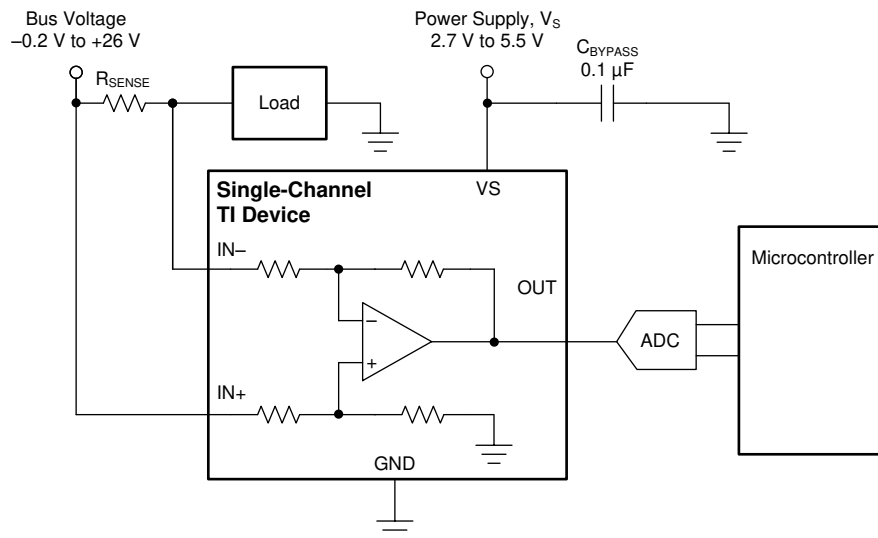 Bus Voltage
–0.2 V to +26 V
RSENSE
Load
Power Supply, VS
2.7 V to 5.5 V
CBYPASS
0.1 µF
Single-Channel
TI Device
VS
IN–
OUT
–
+
IN+
GND
ADC
Microcontroller